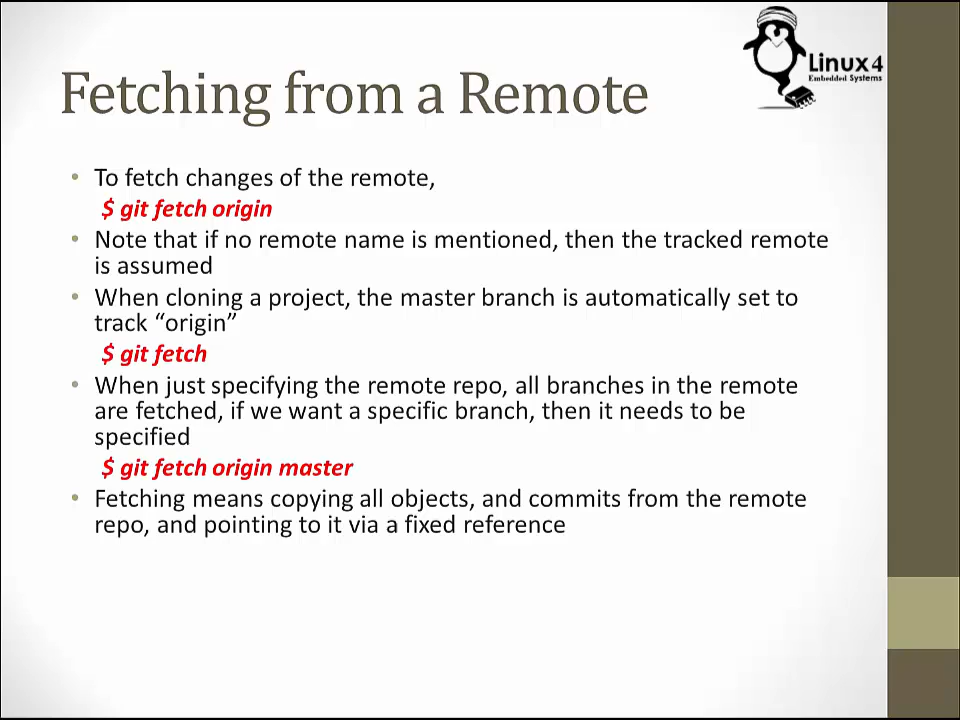 Linux 4
Embedded Systems
Fetching from a Remote
• To fetch changes of the remote,
$ git fetch origin
• Note that if no remote name is mentioned, then the tracked remote
is assumed
• When cloning a project, the master branch is automatically set to
track “origin”
$ git fetch
• When just specifying the remote repo, all branches in the remote
are fetched, if we want a specific branch, then it needs to be
specified
$ git fetch origin master
• Fetching means copying all objects, and commits from the remote
repo, and pointing to it via a fixed reference